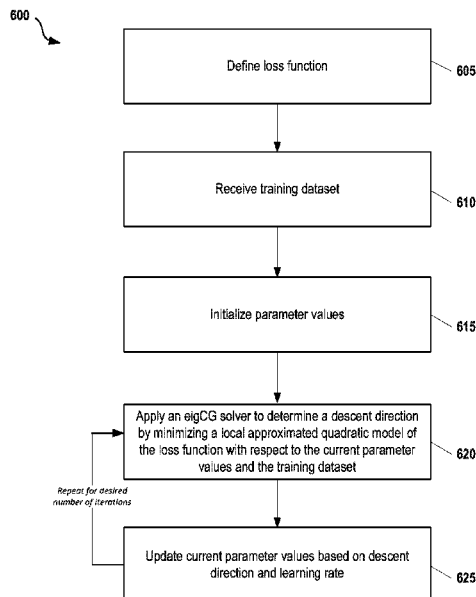 600
Define loss function
605
Receive training dataset
610
Initialize parameter values
615
Apply an eigCG solver to determine a descent direction
by minimizing a local approximated quadratic model of
the loss function with respect to the current parameter
values and the training dataset
620
Repeat for desired
number of iterations
Update current parameter values based on descent
direction and learning rate
625